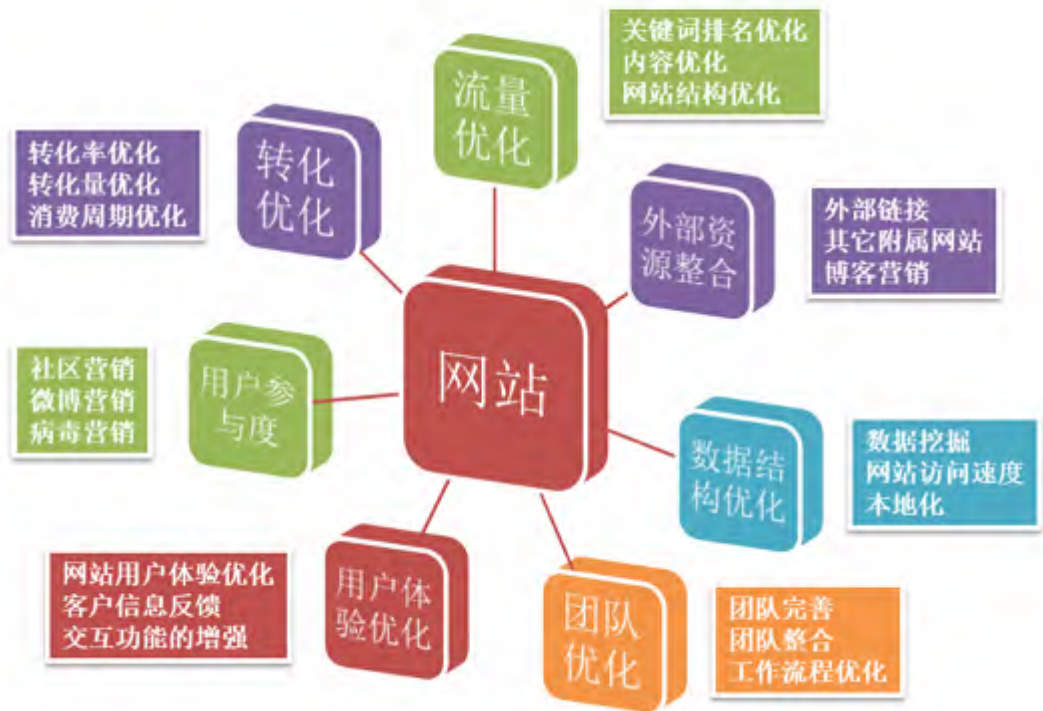 流量
优化
关键词排名优化
内容优化
网站结构优化
外部资
源整合
外部链接
其它附属网站
博客营销
数据结
构优化
数据挖掘
网站访问速度
本地化
团队
优化
团队完善
团队整合
工作流程优化
用户体
验优化
网站用户体验优化
客户信息反馈
交互功能的增强
用户参
与度
社区营销
微博营销
病毒营销
转化
优化
转化率优化
转化量优化
消费周期优化
网站